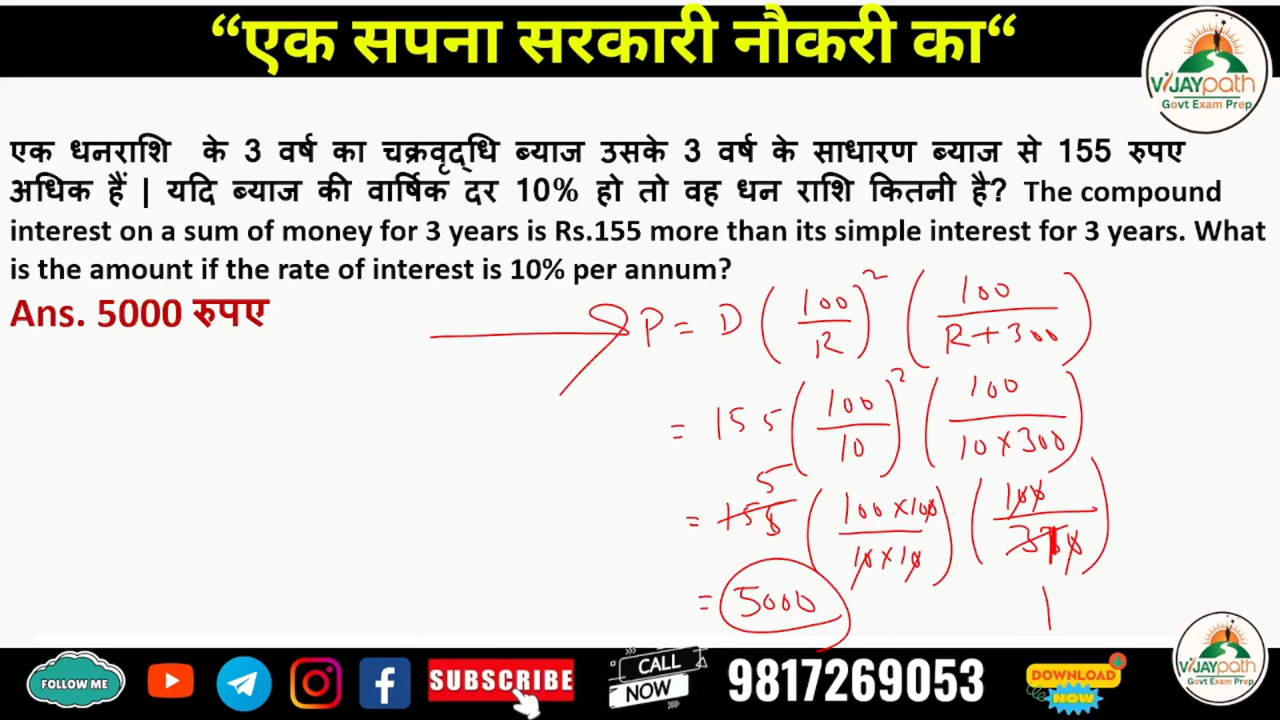 “एक सपना सरकारी नौकरी का“
VIJAYpath
Govt Exam Prep
एक धनराशि के 3 वर्ष का चक्रवृद्धि ब्याज उसके 3 वर्ष के साधारण ब्याज से 155 रुपए
अधिक हैं | यदि ब्याज की वार्षिक दर 10% हो तो वह धन राशि कितनी है? The compound
interest on a sum of money for 3 years is Rs.155 more than its simple interest for 3 years. What
is the amount if the rate of interest is 10% per annum?
Ans. 5000 रुपए
P = D (100/R)² (100/R+300)
= 155 (100/10)² (100/10×300)
5
= 155 (100×100/10×10) (100/310)
= 5000
FOLLOW ME
SUBSCRIBE
CALL
NOW
9817269053
DOWNLOAD
NOW
VIJAYpath
Govt Exam Prep